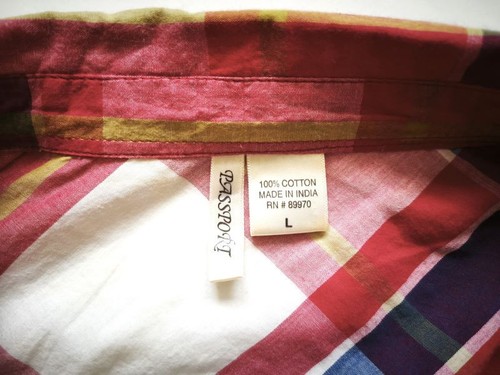 PASSPORT
100% COTTON
MADE IN INDIA
RN # 89970
L